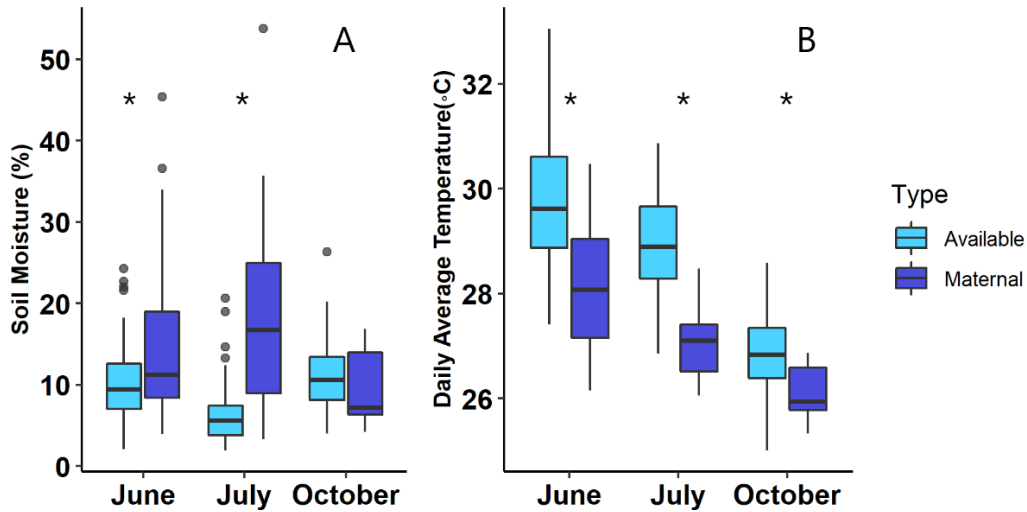 A
Soil Moisture (%)
50
40
30
20
10
0
*
*
June
July
October
B
Daily Average Temperature(◦C)
32
30
28
26
*
*
*
June
July
October
Type
Available
Maternal